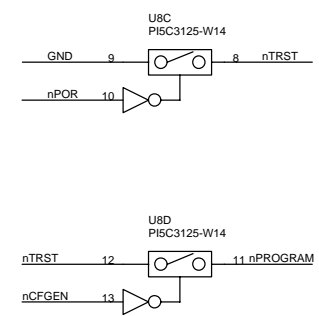 U8C
PI5C3125-W14
GND 9 8 nTRST
nPOR 10
U8D
PI5C3125-W14
nTRST 12 11 nPROGRAM
nCFGEN 13